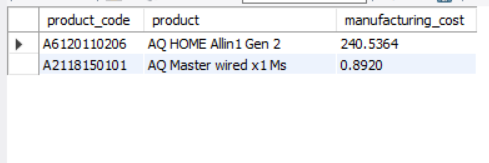 product_code product manufacturing_cost
A6120110206 AQ HOME Allin1 Gen 2 240.5364
A2118150101 AQ Master wired x1 Ms 0.8920